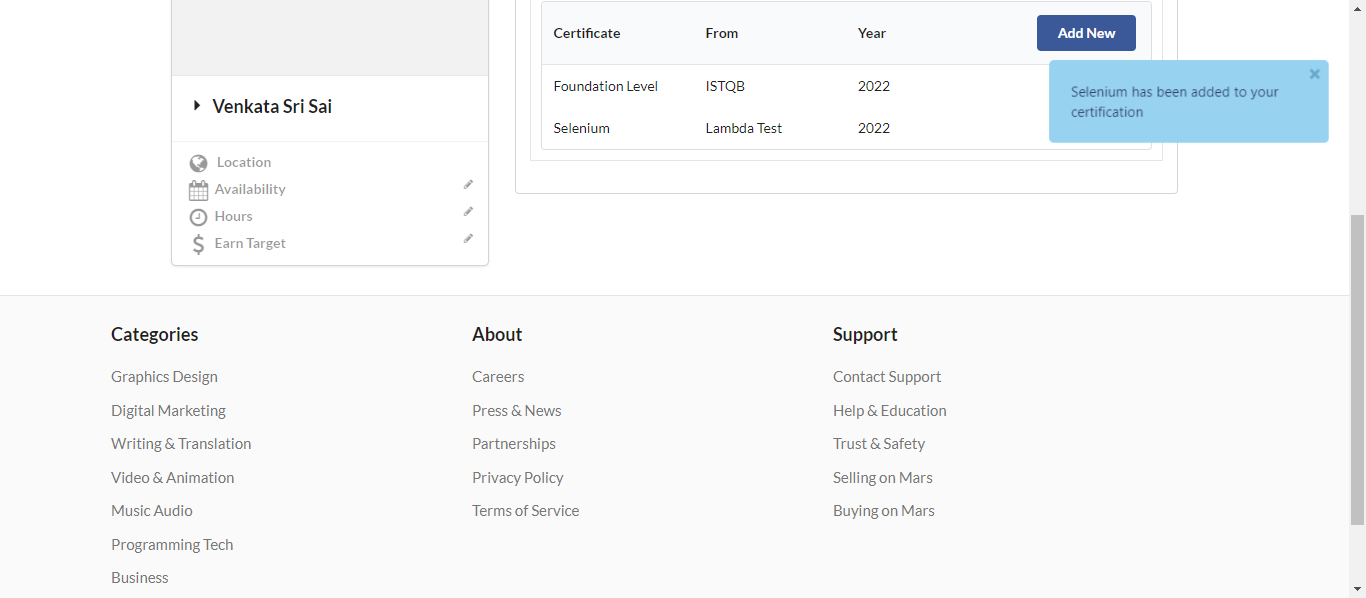 Certificate From Year Add New
Foundation Level ISTQB 2022
Selenium has been added to your
certification
Selenium Lambda Test 2022
Venkata Sri Sai
Location
Availability
Hours
Earn Target
Categories
Graphics Design
Digital Marketing
Writing & Translation
Video & Animation
Music Audio
Programming Tech
Business
About
Careers
Press & News
Partnerships
Privacy Policy
Terms of Service
Support
Contact Support
Help & Education
Trust & Safety
Selling on Mars
Buying on Mars